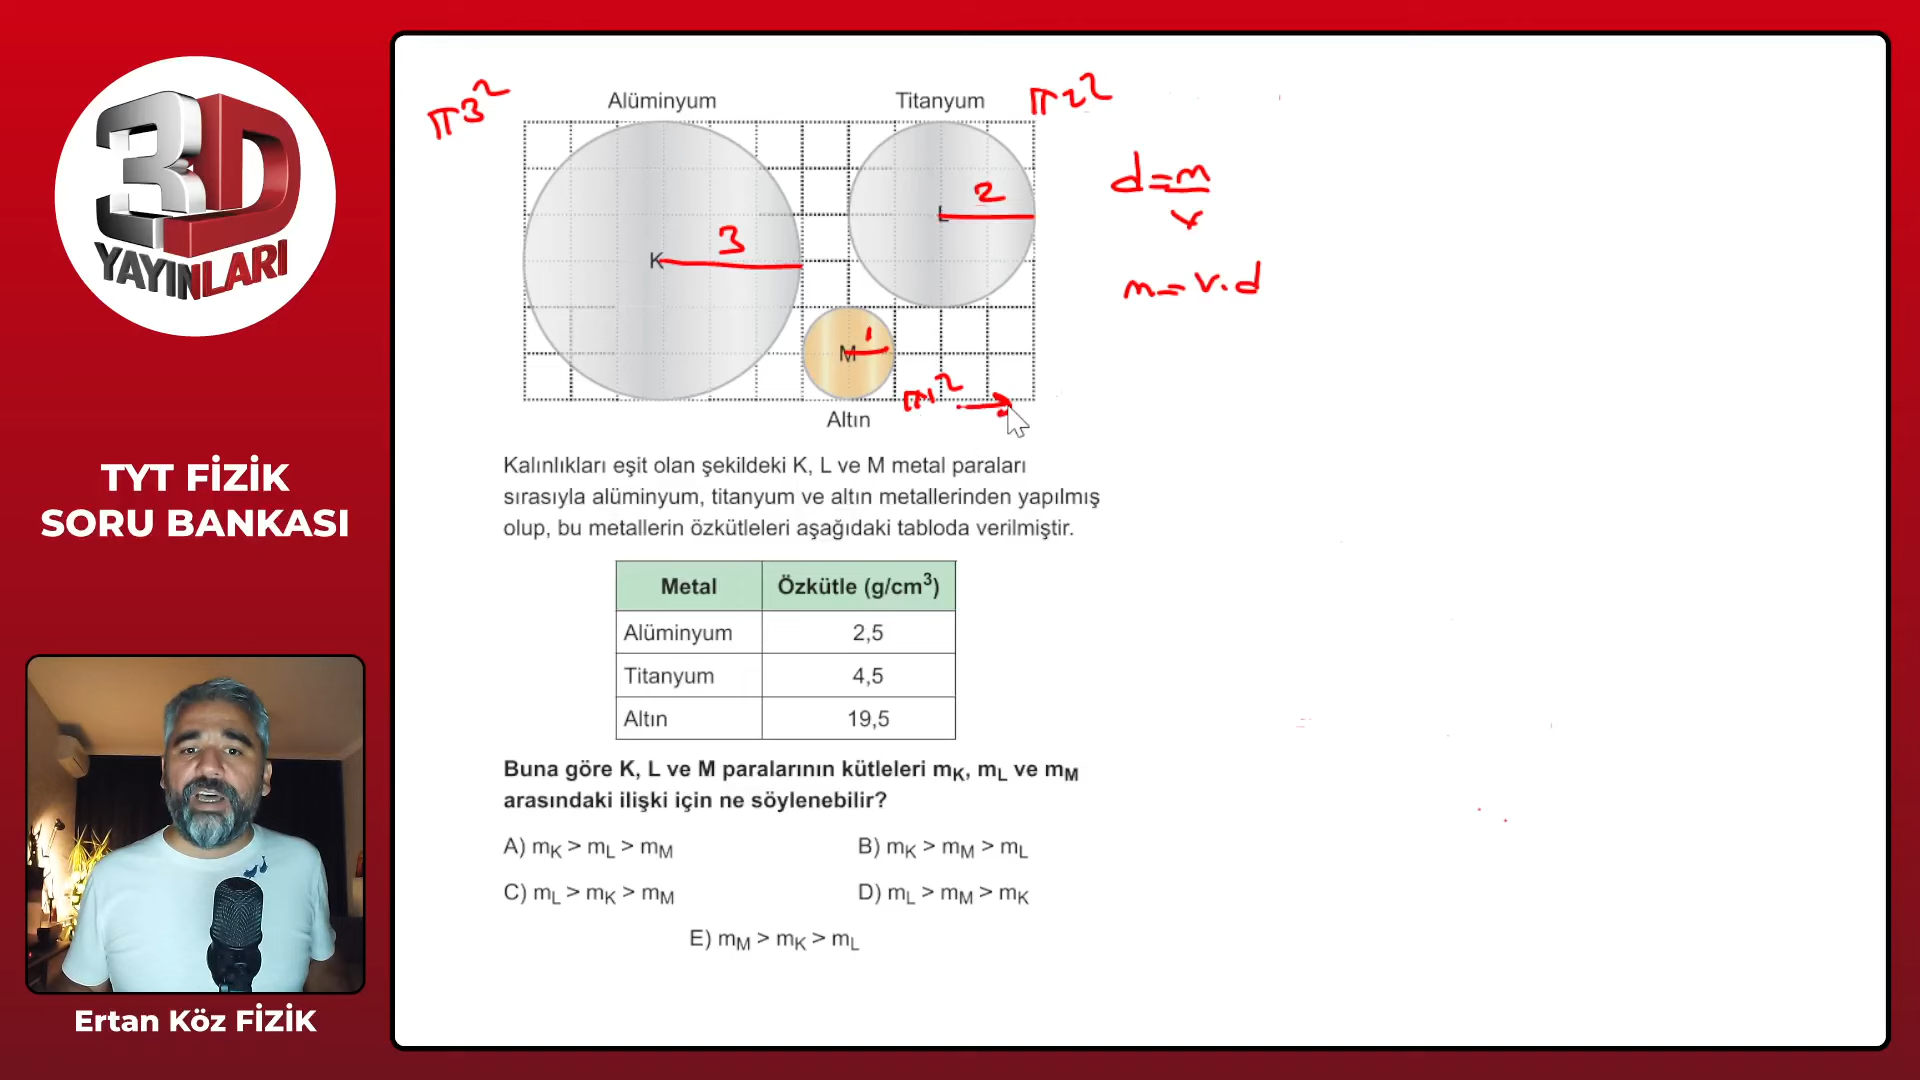 3D
YAYINLARI
TYT FİZİK
SORU BANKASI
Ertan Köz FİZİK
π3²
Alüminyum
Titanyum
π2²
d=m/v
m=v.d
K
3
L
2
M
1
π1²
Altın
Kalınlıkları eşit olan şekildeki K, L ve M metal paraları
sırasıyla alüminyum, titanyum ve altın metallerinden yapılmış
olup, bu metallerin özkütleleri aşağıdaki tabloda verilmiştir.
Metal Özkütle (g/cm³)
Alüminyum 2,5
Titanyum 4,5
Altın 19,5
Buna göre K, L ve M paralarının kütleleri mK, mL ve mM
arasındaki ilişki için ne söylenebilir?
A) mK > mL > mM B) mK > mM > mL
C) mL > mK > mM D) mL > mM > mK
E) mM > mK > mL